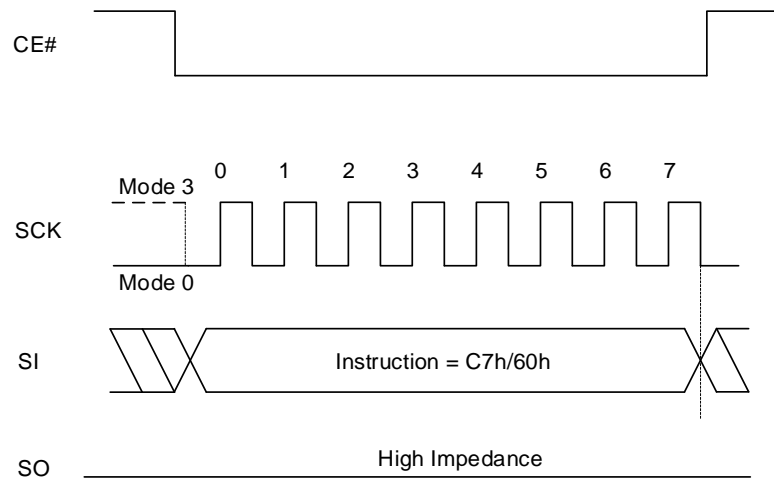 CE#
0 1 2 3 4 5 6 7
Mode 3
SCK
Mode 0
SI
Instruction = C7h/60h
High Impedance
SO